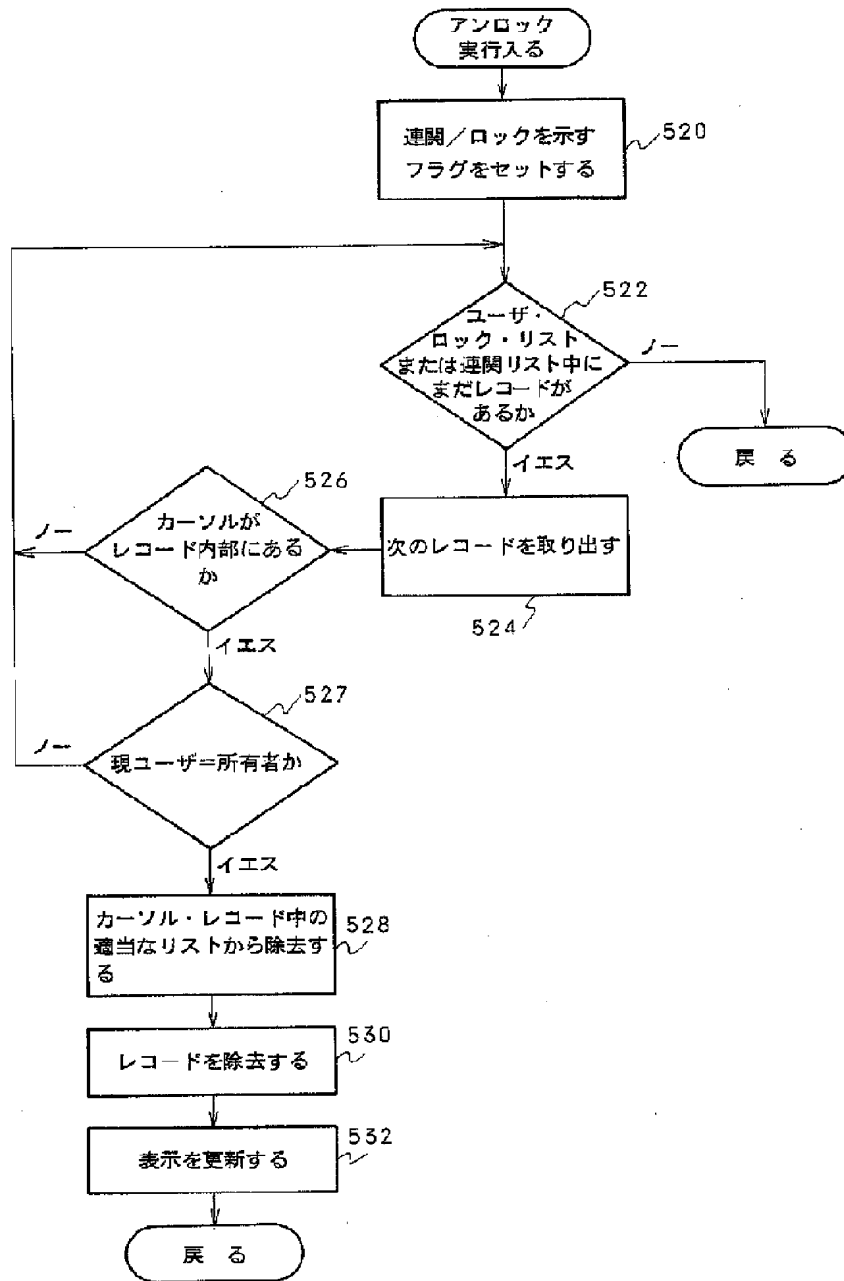 アンロック
実行入る
連関/ロックを示す
フラグをセットする
520
522
ユーザ・
ロック・リスト
または連関リスト中に
まだレコードが
あるか
ノー
戻る
イエス
次のレコードを取り出す
524
526
カーソルが
レコード内部にある
か
ノー
イエス
527
現ユーザ=所有者か
ノー
イエス
カーソル・レコード中の
適当なリストから除去す
る
528
レコードを除去する
530
表示を更新する
532
戻る